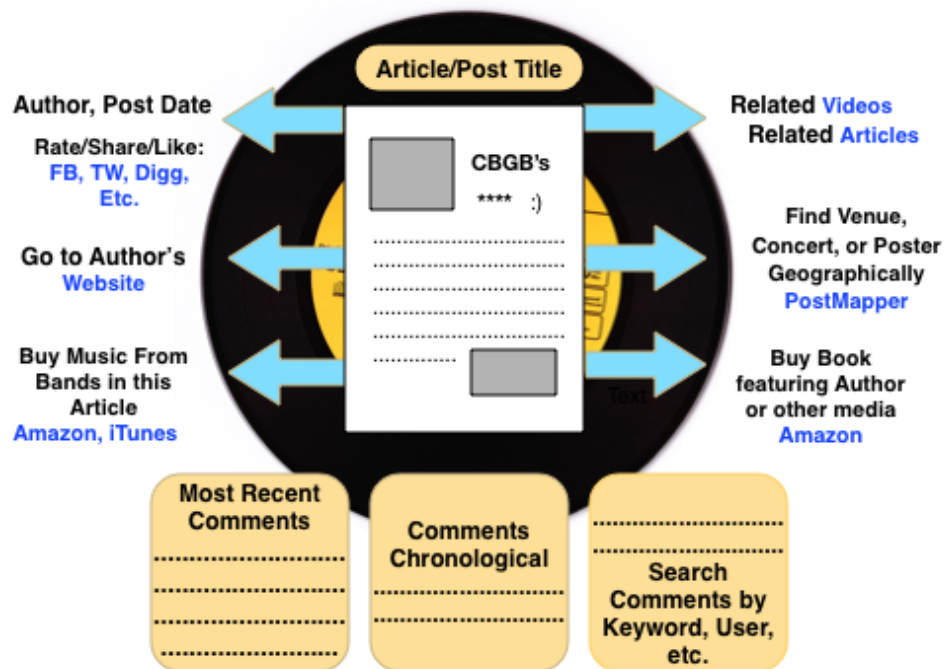 Article/Post Title
Author, Post Date
Rate/Share/Like:
FB, TW, Digg,
Etc.
Go to Author's
Website
Buy Music From
Bands in this
Article
Amazon, iTunes
CBGB's
**** :)
Related Videos
Related Articles
Find Venue,
Concert, or Poster
Geographically
PostMapper
Buy Book
featuring Author
or other media
Amazon
Text
Most Recent
Comments
Comments
Chronological
Search
Comments by
Keyword, User,
etc.